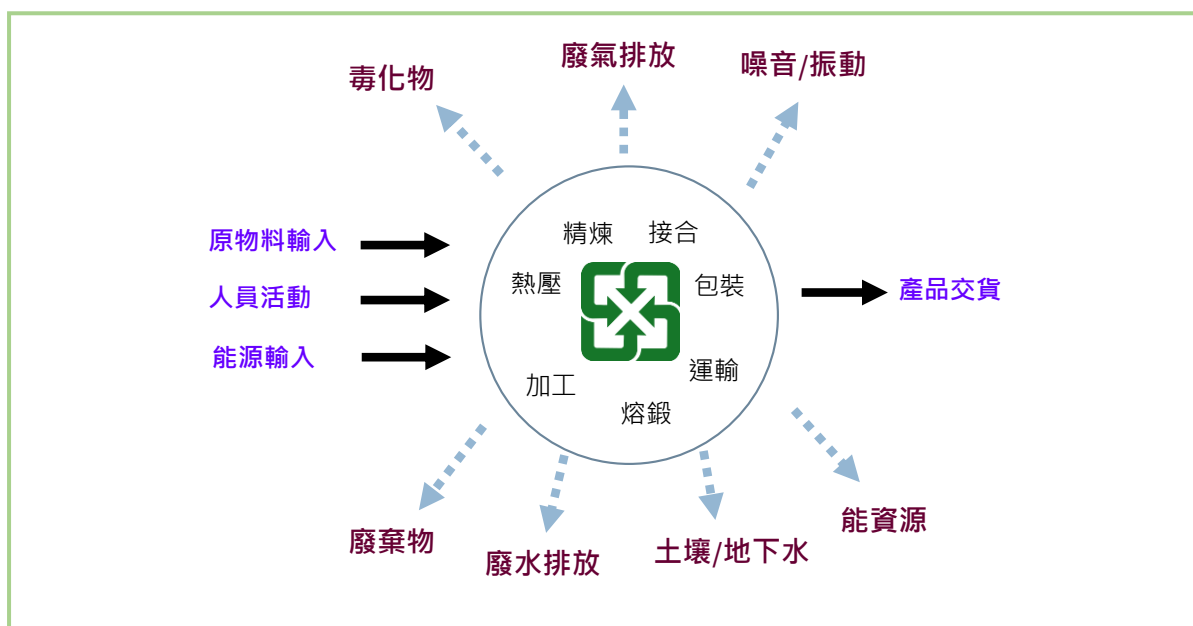 毒化物
廢氣排放
噪音/振動
原物料輸入
人員活動
能源輸入
精煉
接合
熱壓
包裝
加工
運輸
熔鍛
產品交貨
廢棄物
廢水排放
土壤/地下水
能資源